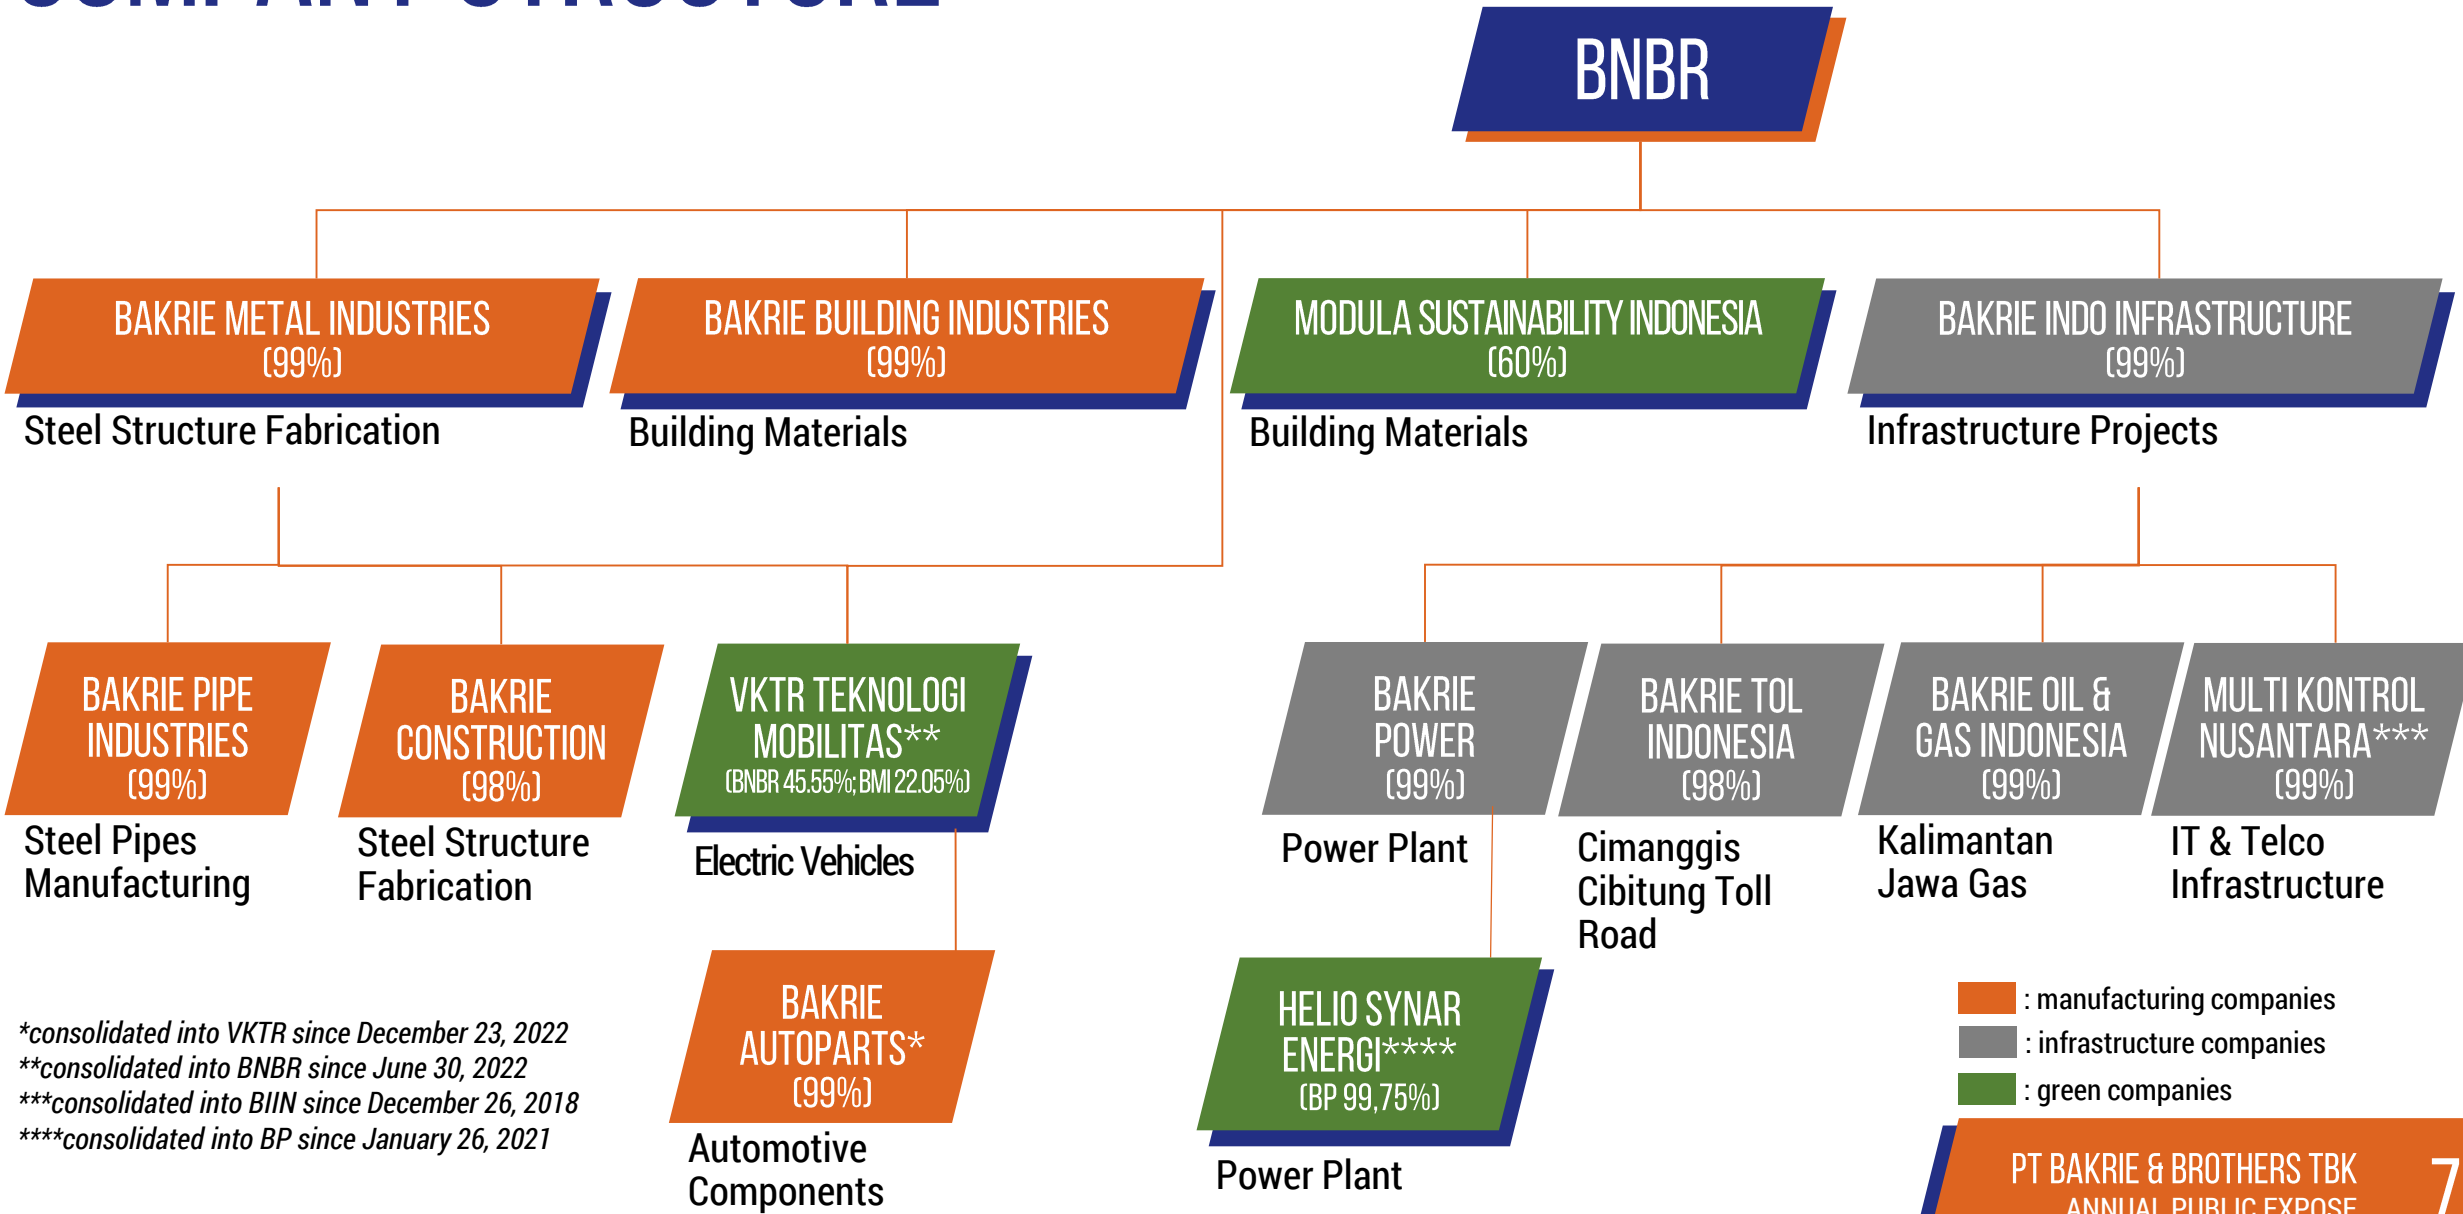 COMPANY STRUCTURE
BNBR
BAKRIE METAL INDUSTRIES
(99%)
Steel Structure Fabrication
BAKRIE BUILDING INDUSTRIES
(99%)
Building Materials
MODULA SUSTAINABILITY INDONESIA
(60%)
Building Materials
BAKRIE INDO INFRASTRUCTURE
(99%)
Infrastructure Projects
BAKRIE PIPE
INDUSTRIES
(99%)
Steel Pipes
Manufacturing
BAKRIE
CONSTRUCTION
(98%)
Steel Structure
Fabrication
VKTR TEKNOLOGI
MOBILITAS**
(BNBR 45.55%; BMI 22.05%)
Electric Vehicles
BAKRIE
POWER
(99%)
Power Plant
BAKRIE TOL
INDONESIA
(98%)
Cimanggis
Cibitung Toll
Road
BAKRIE OIL &
GAS INDONESIA
(99%)
Kalimantan
Jawa Gas
MULTI KONTROL
NUSANTARA***
(99%)
IT & Telco
Infrastructure
BAKRIE
AUTOPARTS*
(99%)
Automotive
Components
HELIO SYNAR
ENERGI****
(BP 99,75%)
Power Plant
*consolidated into VKTR since December 23, 2022
**consolidated into BNBR since June 30, 2022
***consolidated into BIIN since December 26, 2018
****consolidated into BP since January 26, 2021
: manufacturing companies
: infrastructure companies
: green companies
PT BAKRIE & BROTHERS TBK
ANNUAL PUBLIC EXPOSE
7